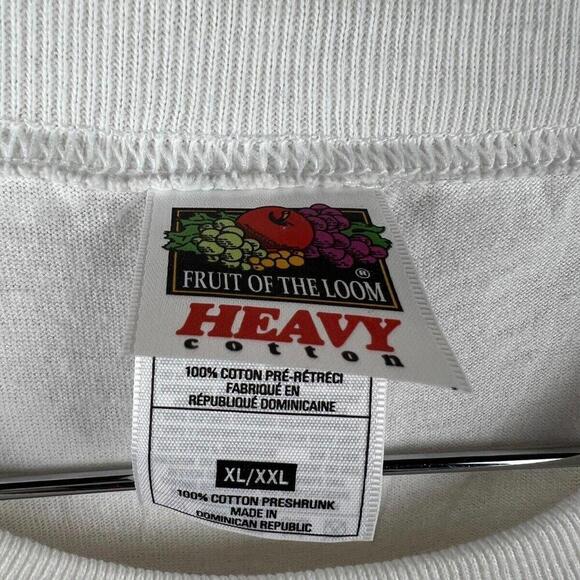 FRUIT OF THE LOOM ®
HEAVY
cotton
100% COTON PRÉ-RÉTRÉCI
FABRIQUÉ EN
RÉPUBLIQUE DOMINICAINE
XL/XXL
100% COTTON PRESHRUNK
MADE IN
DOMINICAN REPUBLIC